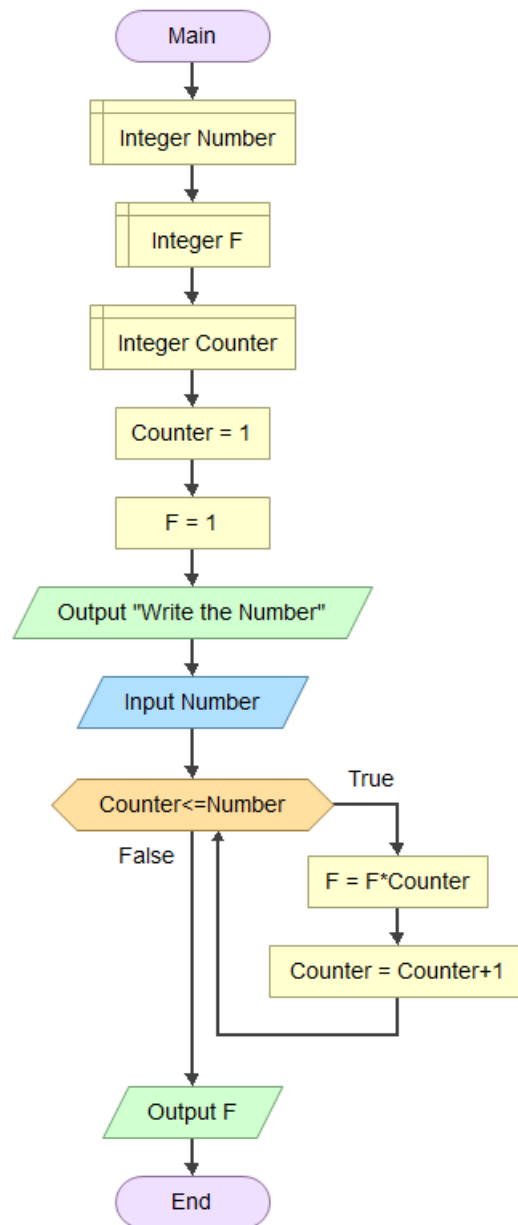 Main
Integer Number
Integer F
Integer Counter
Counter = 1
F = 1
Output "Write the Number"
Input Number
Counter<=Number
True
False
F = F*Counter
Counter = Counter+1
Output F
End